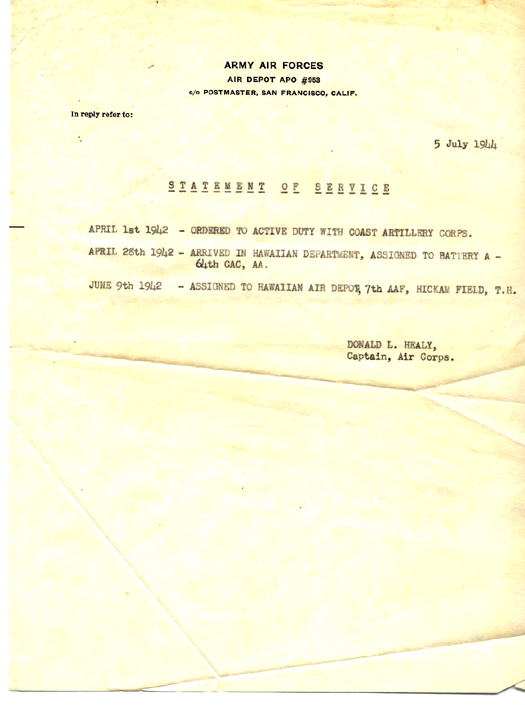 ARMY AIR FORCES
AIR DEPOT APO #953
c/o POSTMASTER, SAN FRANCISCO, CALIF.
In reply refer to:
5 July 1944
STATEMENT OF SERVICE
APRIL 1st 1942 - ORDERED TO ACTIVE DUTY WITH COAST ARTILLERY CORPS.
APRIL 28th 1942 - ARRIVED IN HAWAIIAN DEPARTMENT, ASSIGNED TO BATTERY A -
64th CAC, AA.
JUNE 9th 1942 - ASSIGNED TO HAWAIIAN AIR DEPOT, 7th AAF, HICKAM FIELD, T.H.
DONALD L. HEALY,
Captain, Air Corps.